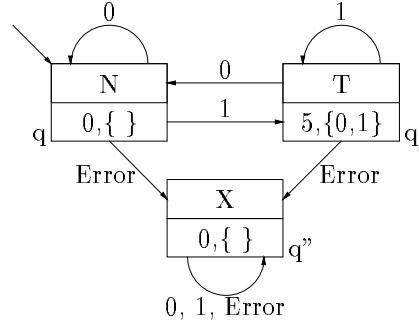 0 1
N 0 T
0,{ } 1 5,{0,1}
q q
Error Error
X
0,{ }
q"
0, 1, Error